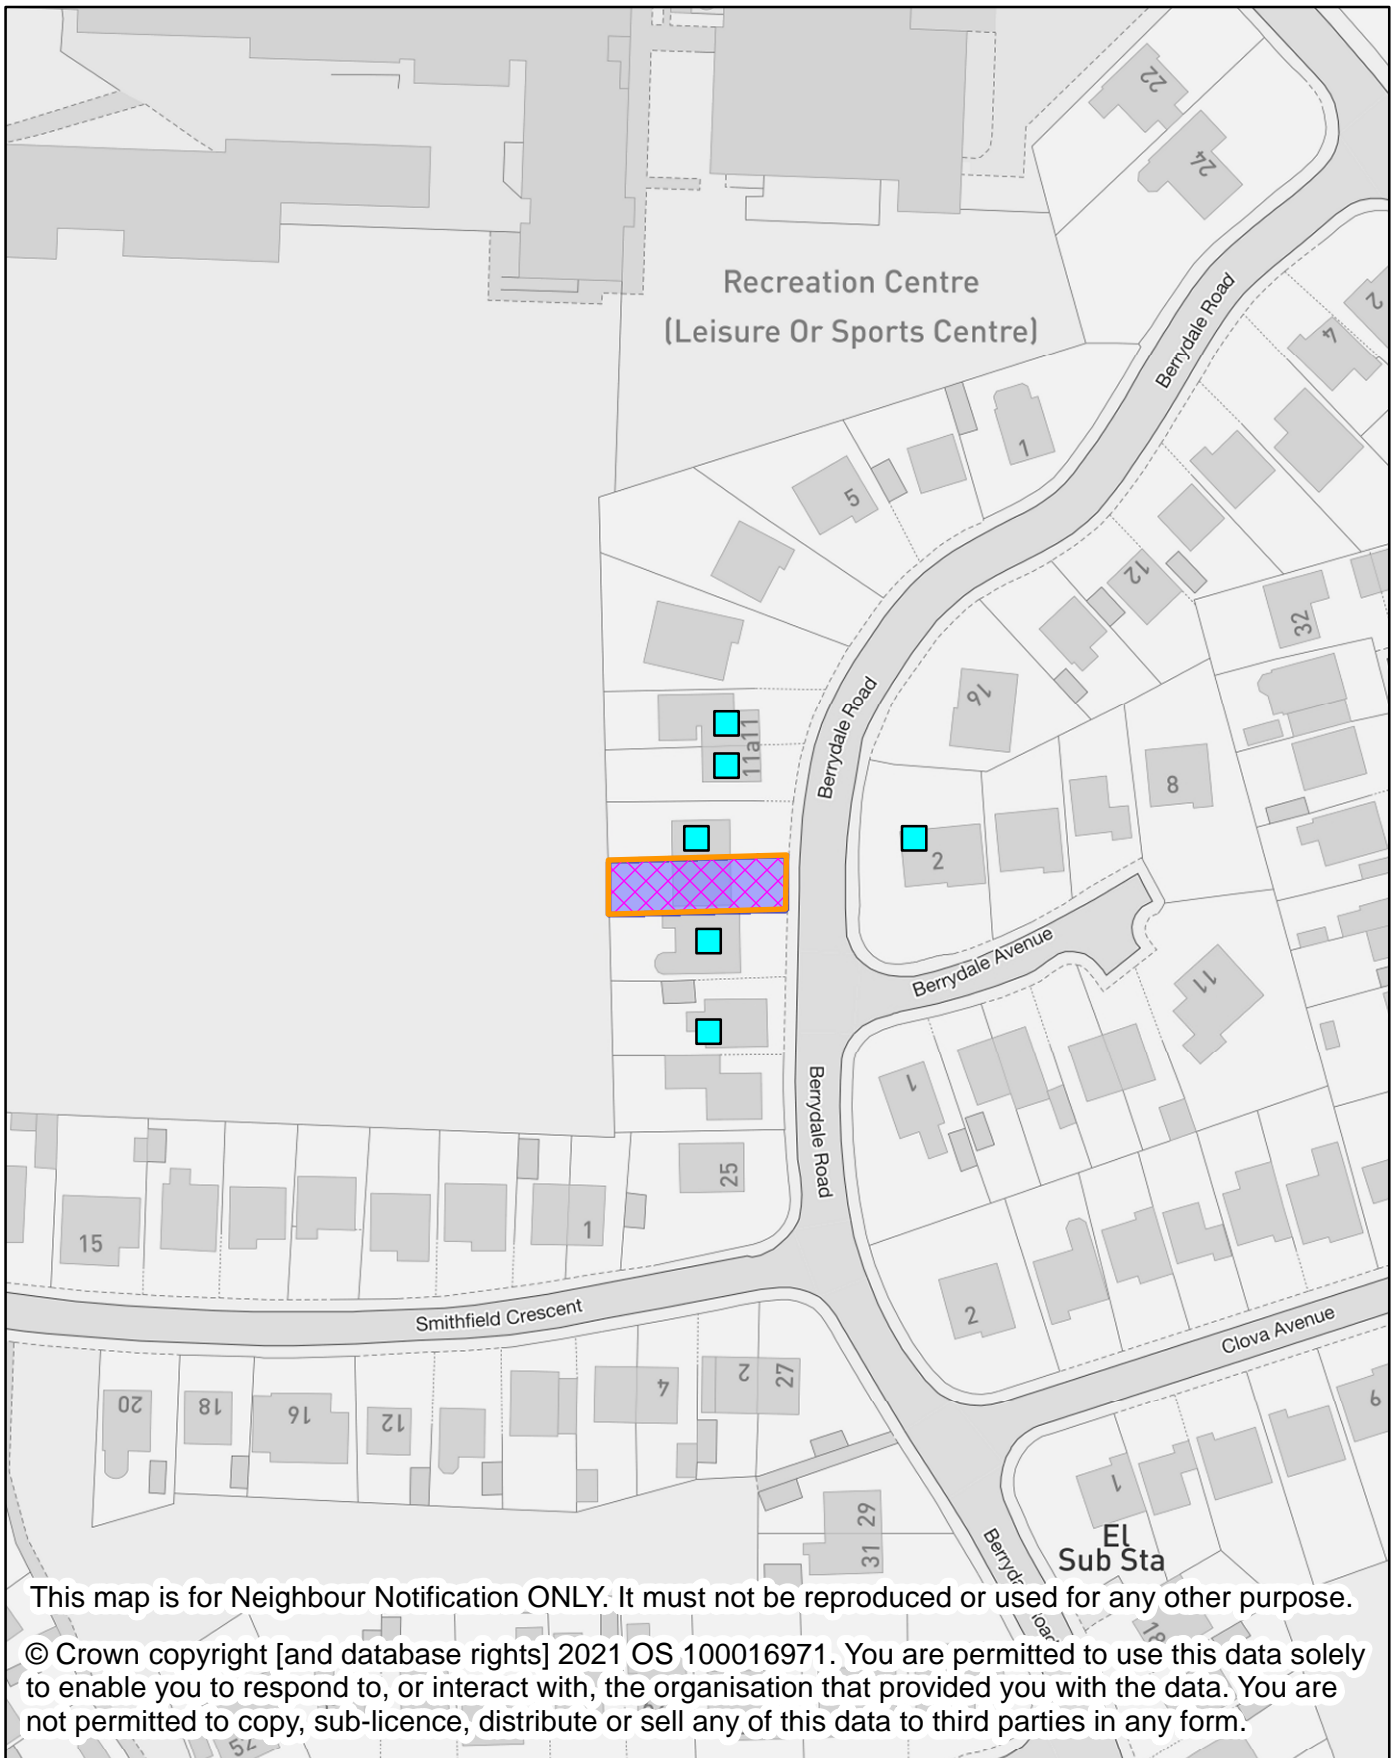 22
24
Recreation Centre
(Leisure Or Sports Centre)
Berrydale Road
2
4
1
5
12
32
16
Berrydale Road
11
11a
8
2
Berrydale Avenue
11
1
Berrydale Road
25
15
1
Smithfield Crescent
2
Clova Avenue
20
18
16
12
4
2
27
9
1
29
31
El
Sub Sta
This map is for Neighbour Notification ONLY. It must not be reproduced or used for any other purpose.
© Crown copyright [and database rights] 2021 OS 100016971. You are permitted to use this data solely
to enable you to respond to, or interact with, the organisation that provided you with the data. You are
not permitted to copy, sub-licence, distribute or sell any of this data to third parties in any form.
52